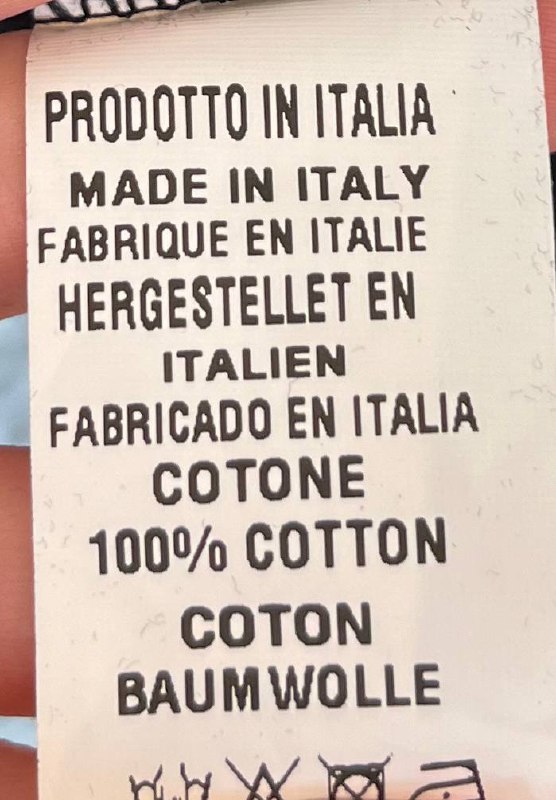 PRODOTTO IN ITALIA
MADE IN ITALY
FABRIQUE EN ITALIE
HERGESTELLET EN
ITALIEN
FABRICADO EN ITALIA
COTONE
100% COTTON
COTON
BAUMWOLLE